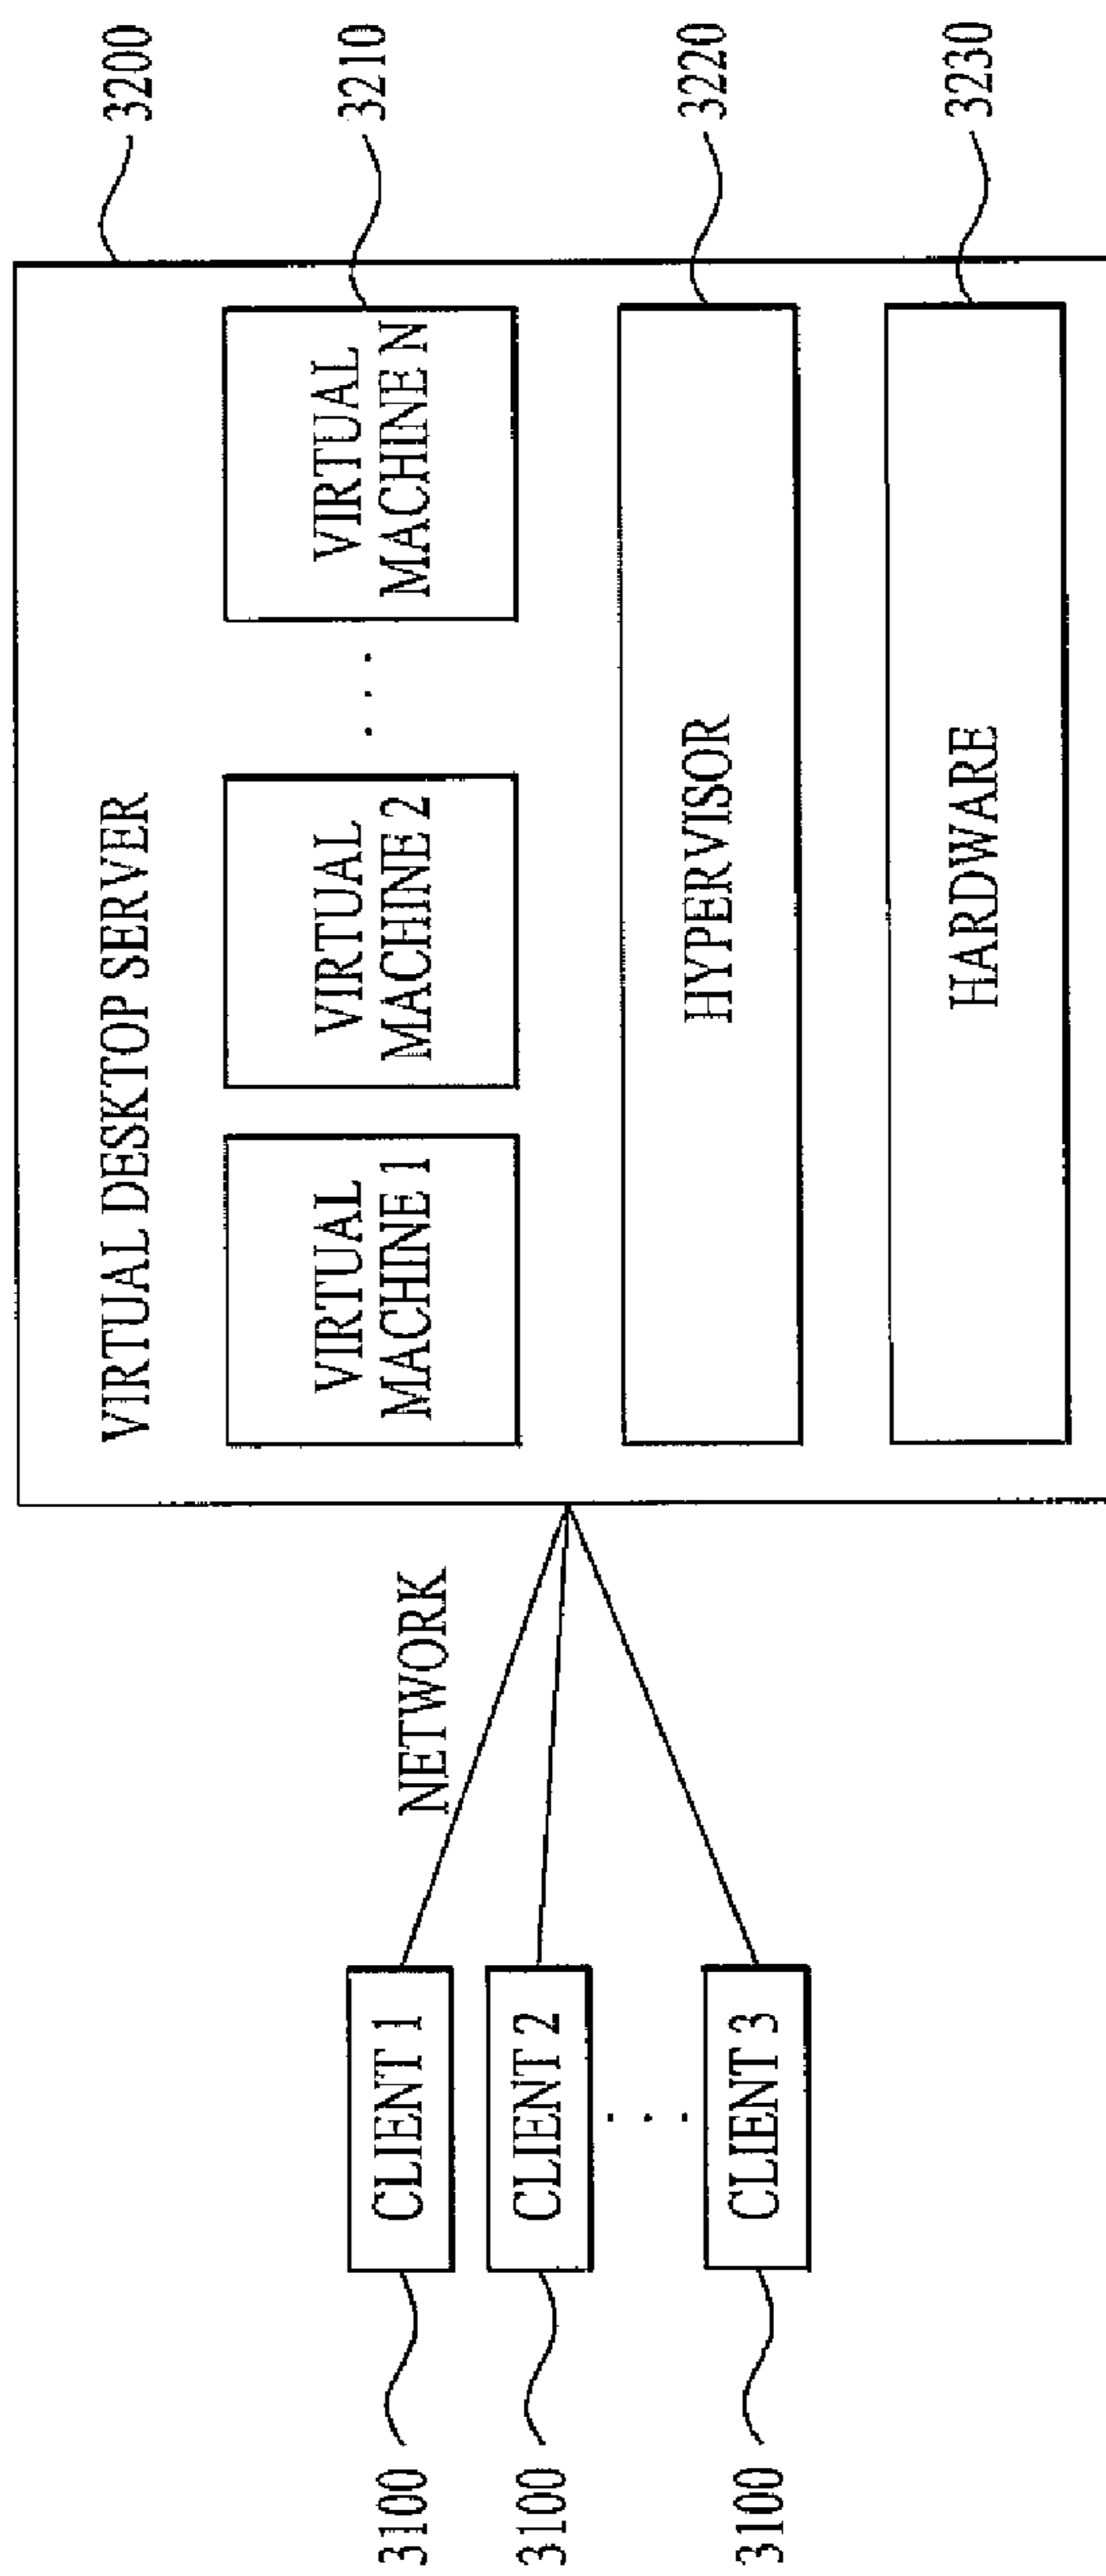 3100
CLIENT 1
3100
CLIENT 2
3100
CLIENT 3
NETWORK
VIRTUAL DESKTOP SERVER
3200
VIRTUAL
MACHINE 1
VIRTUAL
MACHINE 2
VIRTUAL
MACHINE N
3210
HYPERVISOR
3220
HARDWARE
3230